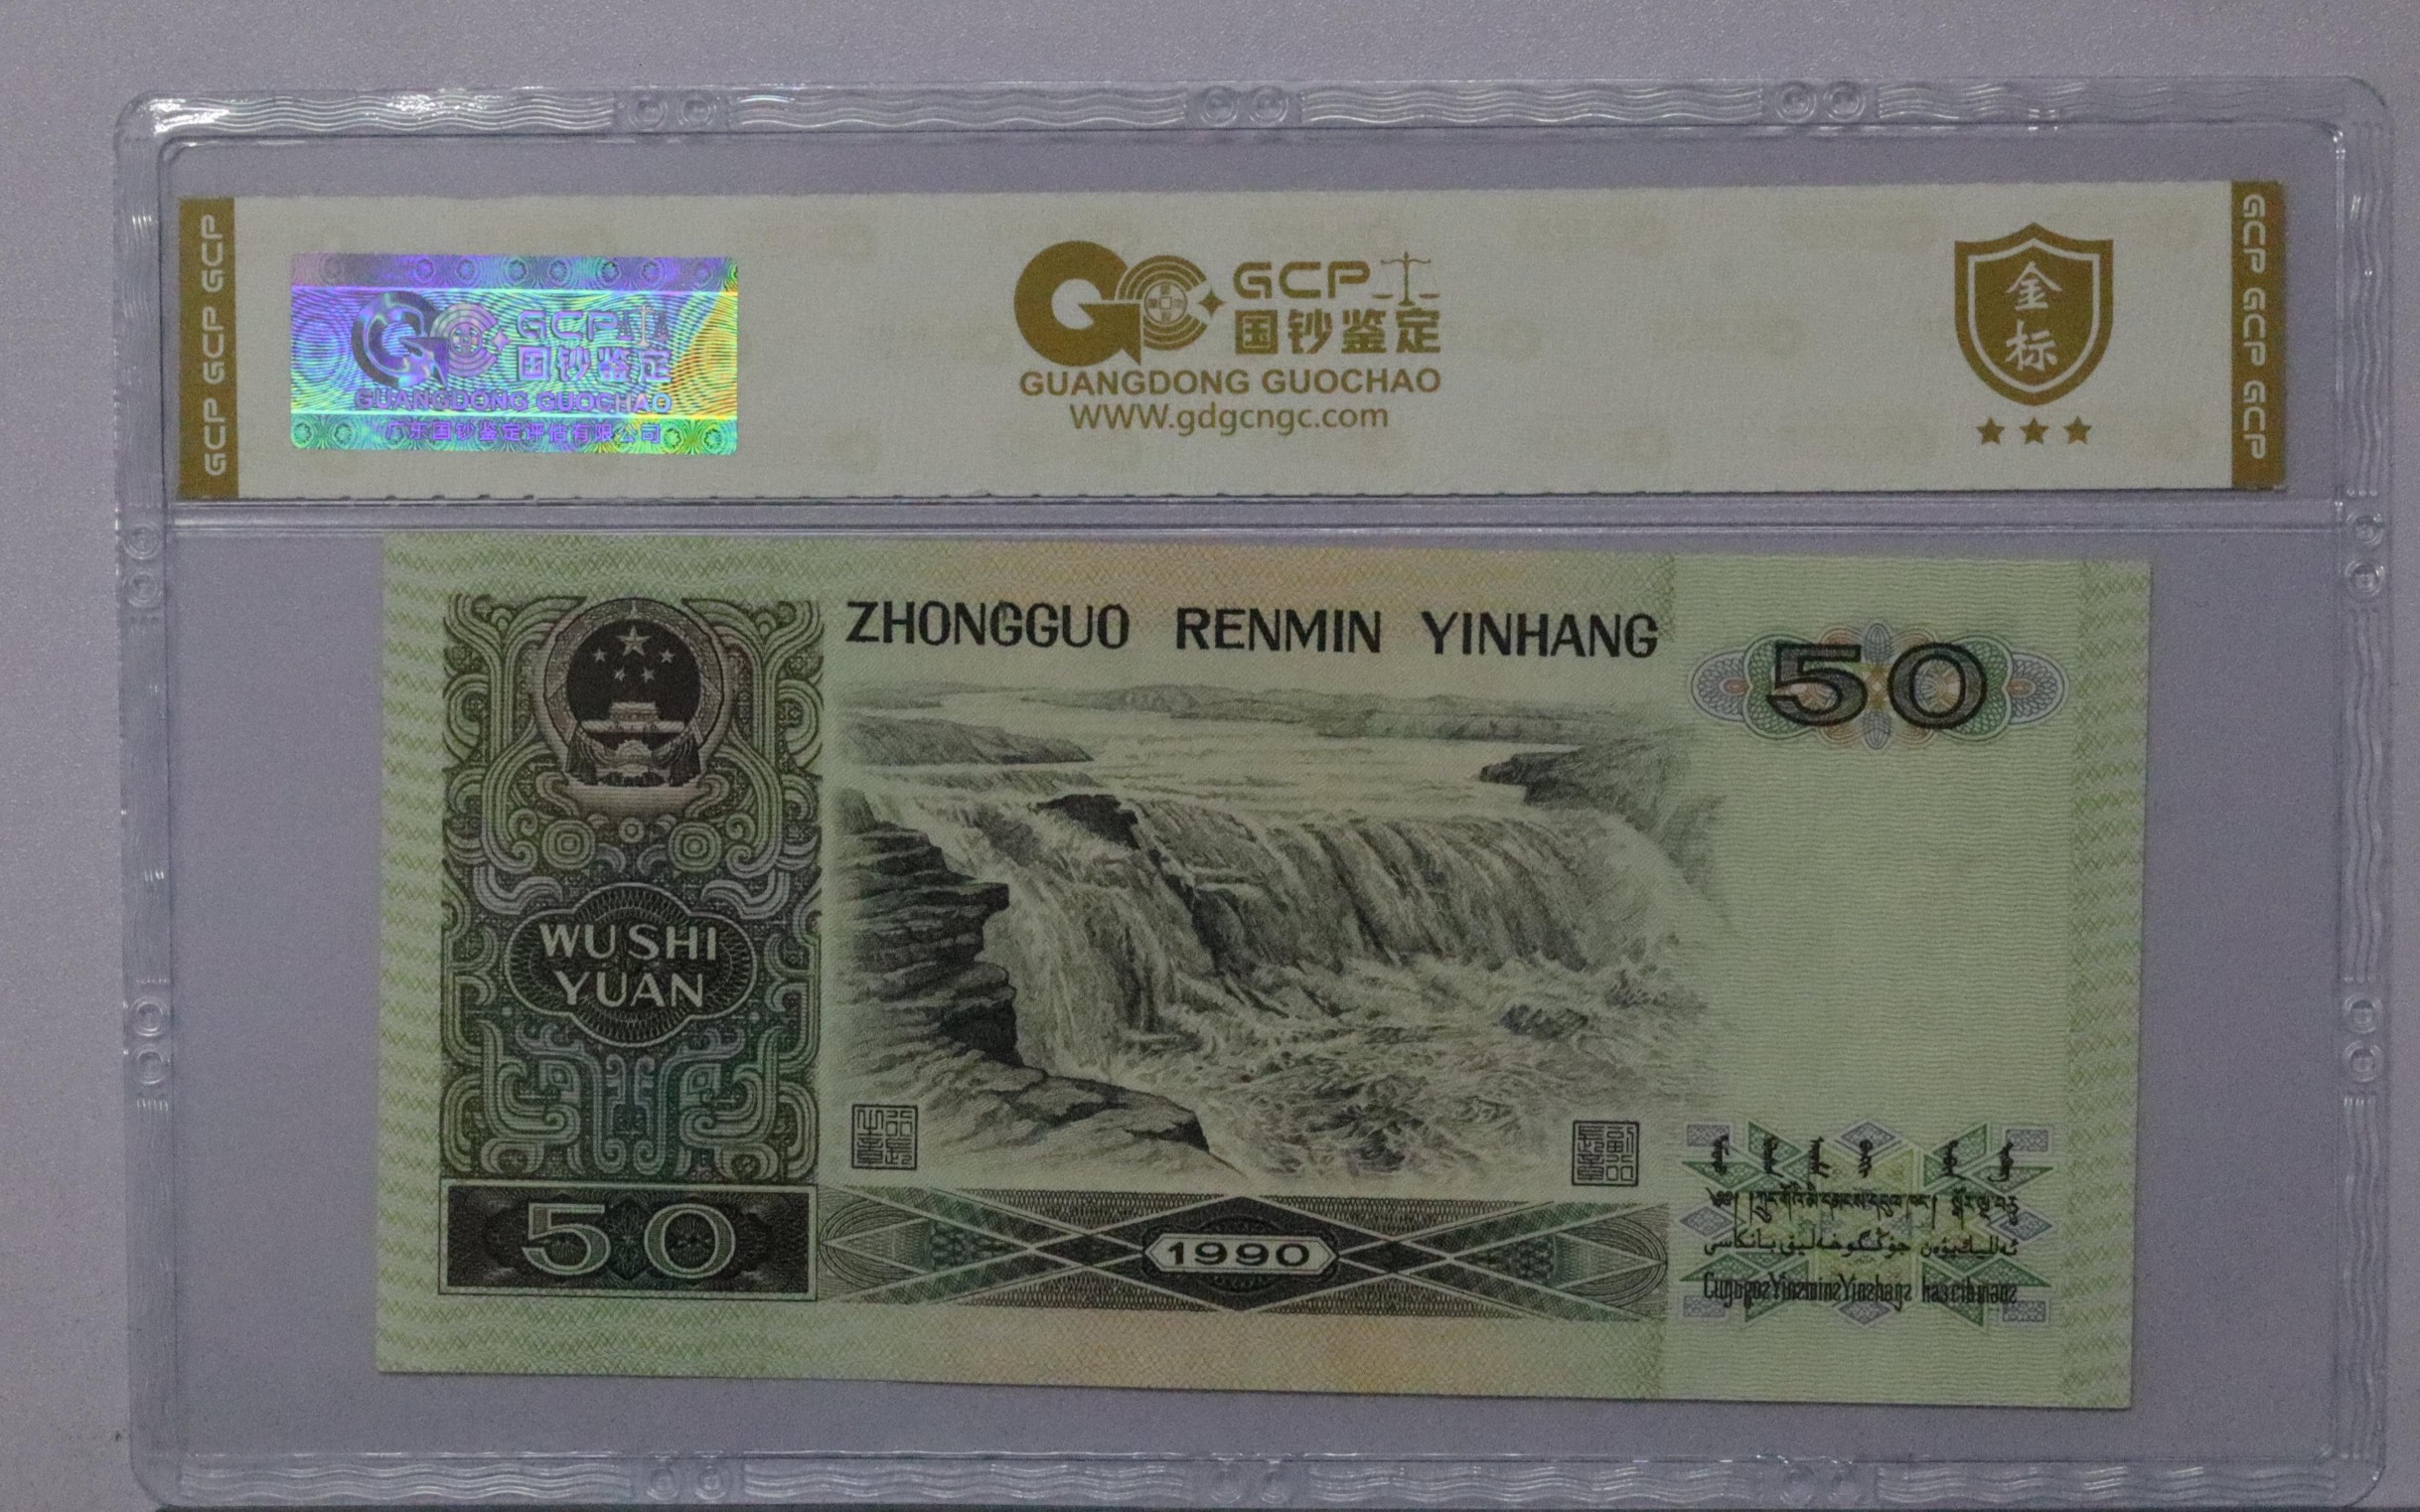 GCP GCP GCP
GCP
国钞鉴定
GUANGDONG GUOCHAO
广东国钞鉴定评估有限公司
GCP
国钞鉴定
GUANGDONG GUOCHAO
WWW.gdgcngc.com
金
标
GCP GCP GCP
ZHONGGUO RENMIN YINHANG
50
WUSHI
YUAN
50
1990